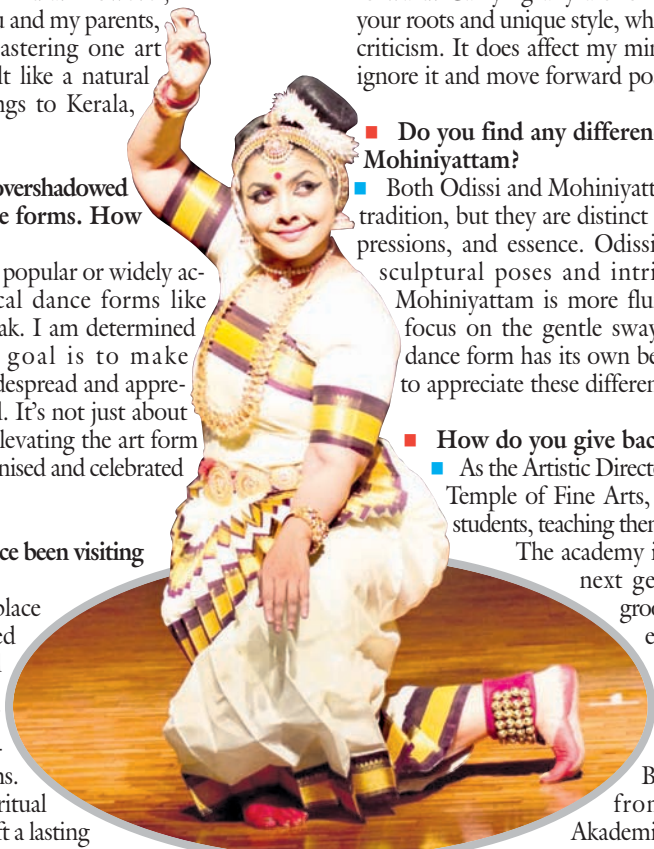 u and my parents,
astering one art
lt like a natural
ngs to Kerala,
overshadowed
e forms. How
popular or widely ac-
cal dance forms like
ak. I am determined
goal is to make
despread and appre-
l. It's not just about
levating the art form
nised and celebrated
ce been visiting
place
ed
ns.
ritual
ft a lasting
your roots and unique style, wh
criticism. It does affect my min
ignore it and move forward po
Do you find any differen
Mohiniyattam?
Both Odissi and Mohiniyatt
tradition, but they are distinct
pressions, and essence. Odissi
sculptural poses and intri
Mohiniyattam is more flu
focus on the gentle sway
dance form has its own be
to appreciate these differen
How do you give bac
As the Artistic Directo
Temple of Fine Arts,
students, teaching then
The academy i
next ge
groo
e
B
from
Akademi